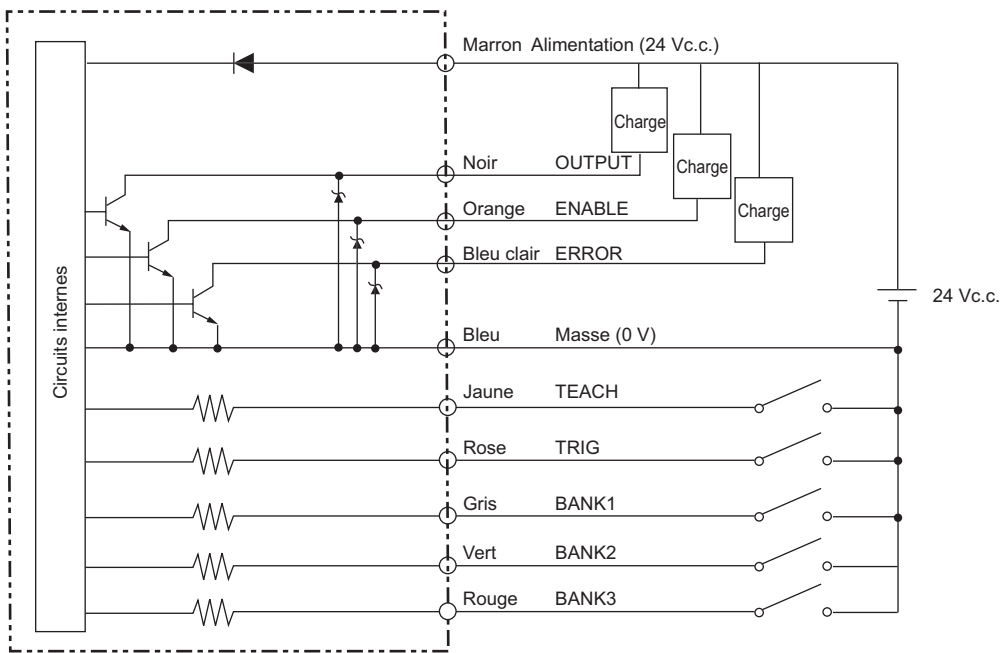 Marron Alimentation (24 Vc.c.)
Charge
Noir OUTPUT
Charge
Orange ENABLE
Charge
Bleu clair ERROR
24 Vc.c.
Circuits internes
Bleu Masse (0 V)
Jaune TEACH
Rose TRIG
Gris BANK1
Vert BANK2
Rouge BANK3